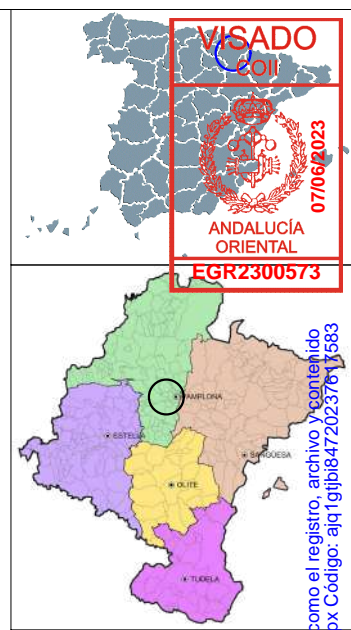 VISADO
COII
07/06/2023
ANDALUCÍA
ORIENTAL
EGR2300573
PAMPLONA
ESTELLA
SANGÜESA
OLITE
TUDELA
como el registro, archivo y contenido
ox Código: ajq1gtjbi84720237617583